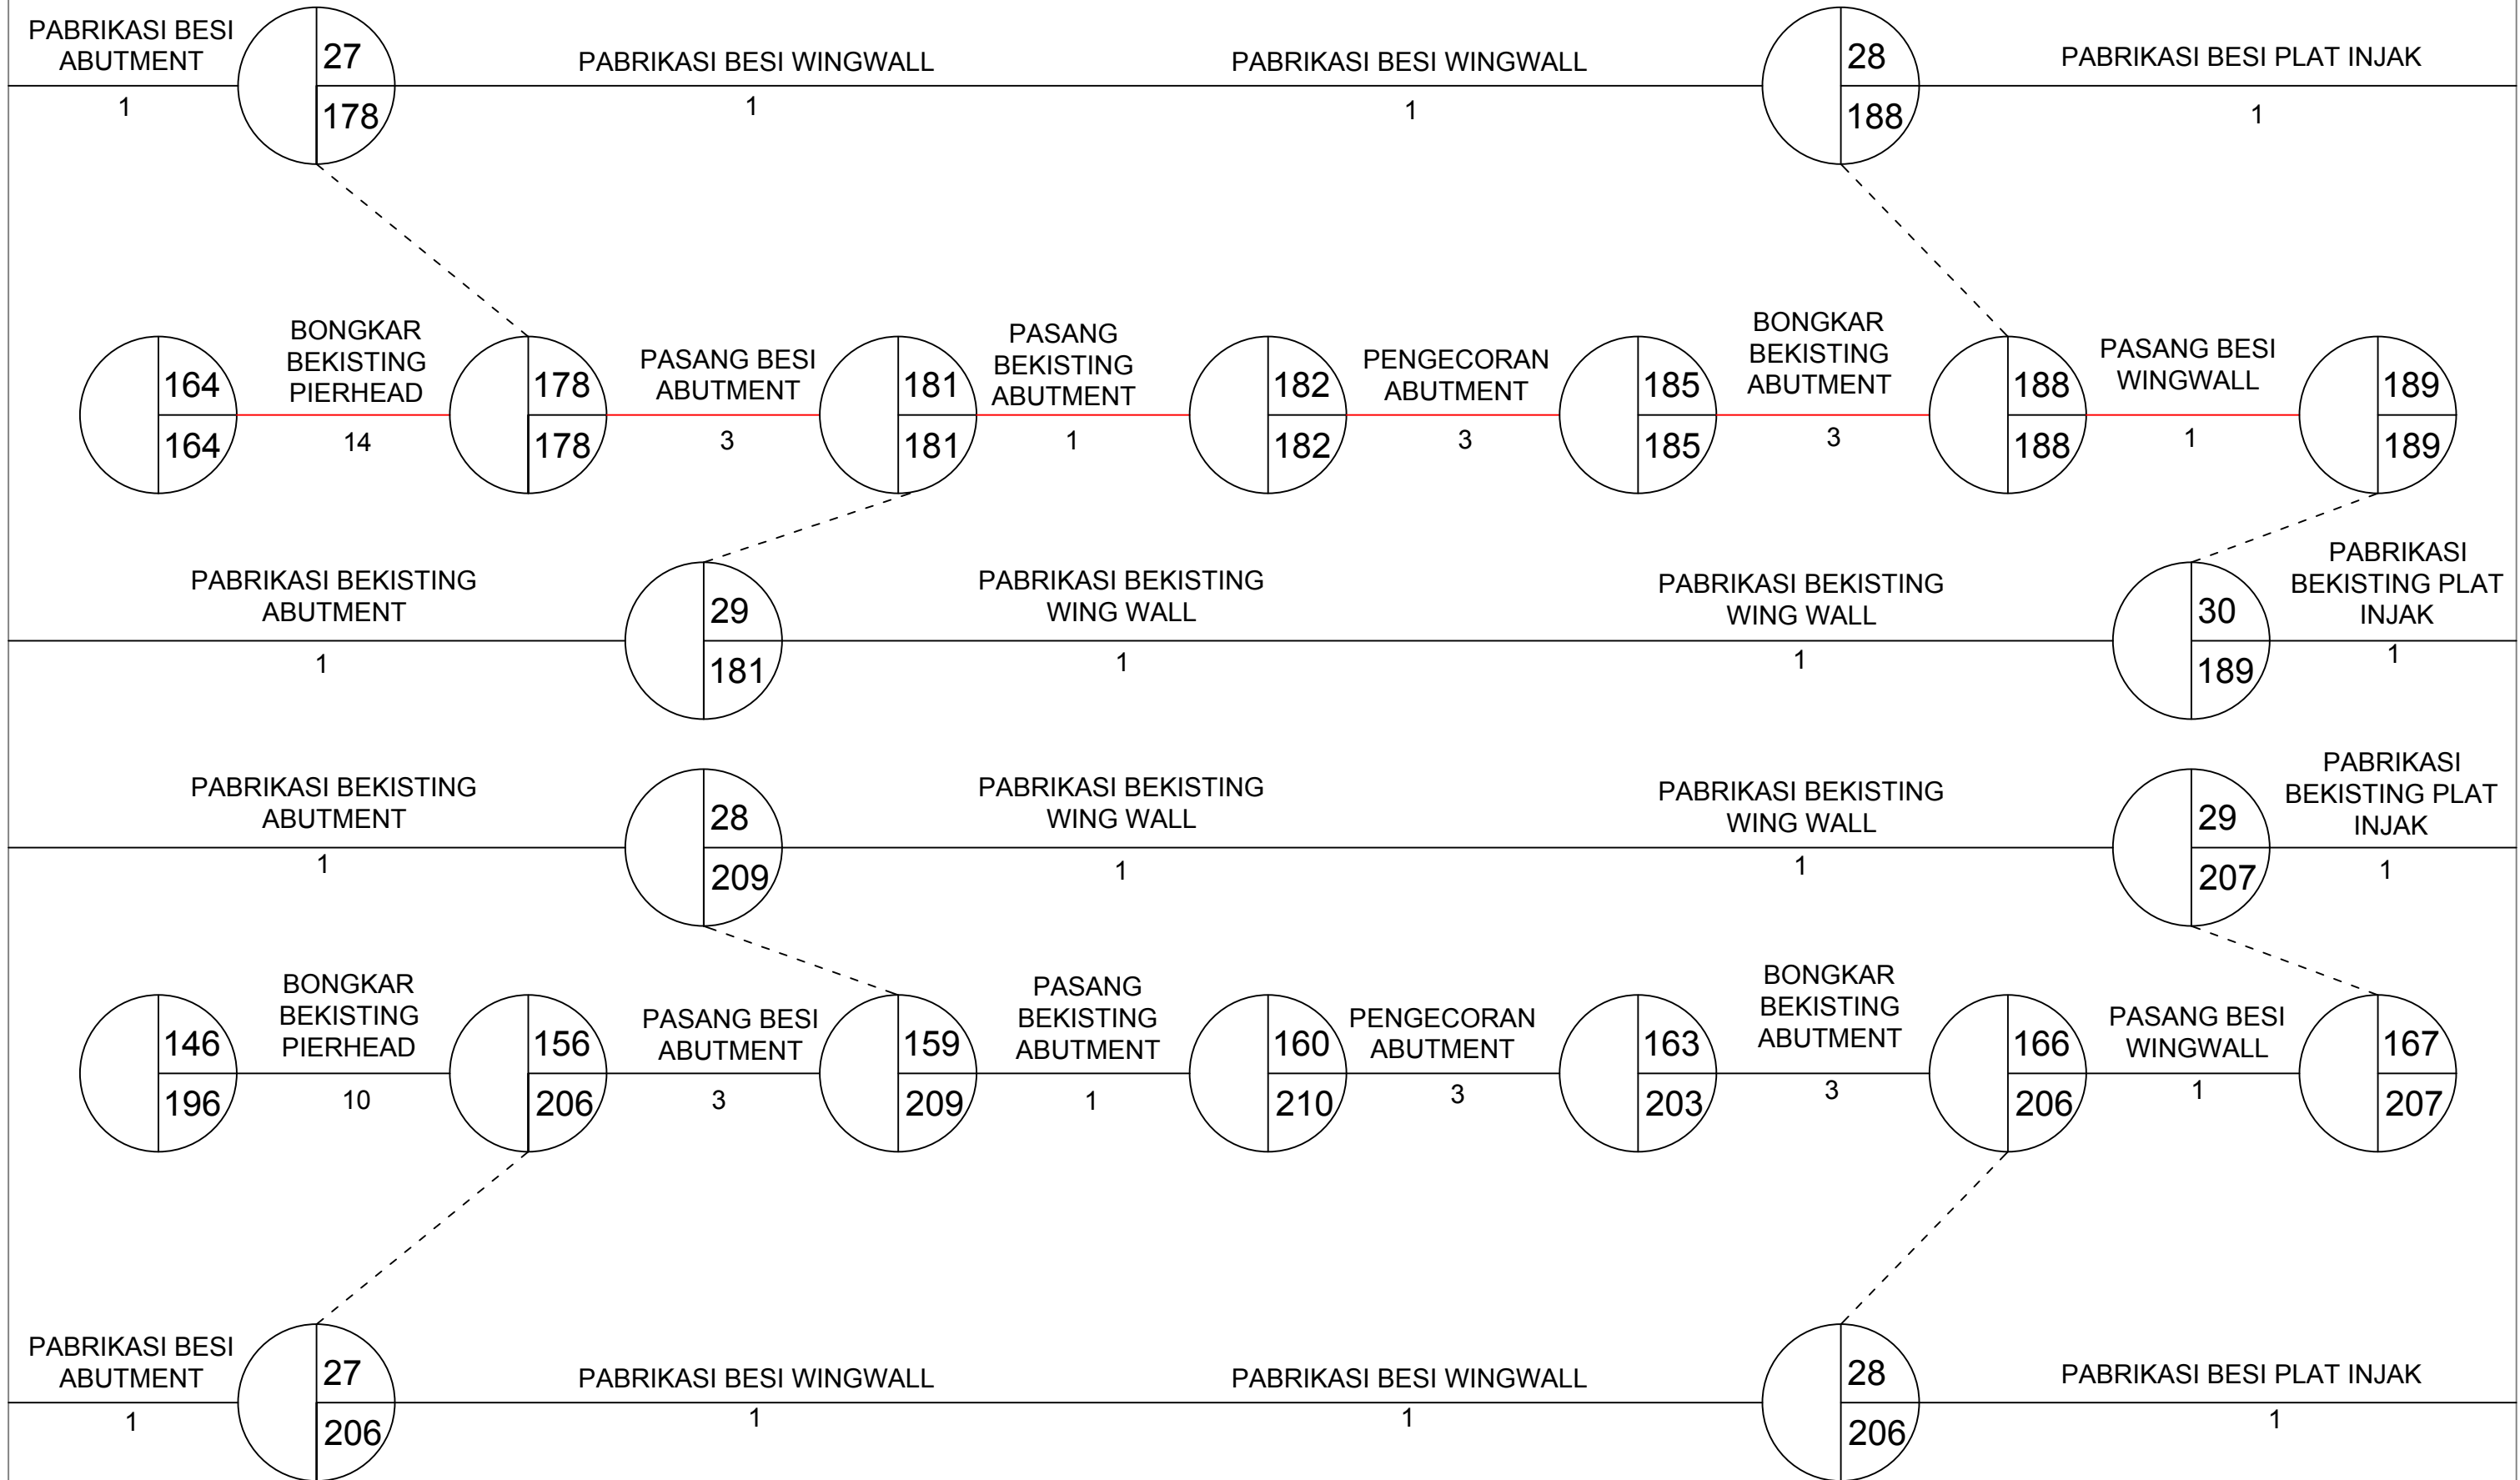 PABRIKASI BESI
ABUTMENT
1
27
178
PABRIKASI BESI WINGWALL
1
PABRIKASI BESI WINGWALL
1
28
188
PABRIKASI BESI PLAT INJAK
1
164
164
BONGKAR
BEKISTING
PIERHEAD
14
178
178
PASANG BESI
ABUTMENT
3
181
181
PASANG
BEKISTING
ABUTMENT
1
182
182
PENGECORAN
ABUTMENT
3
185
185
BONGKAR
BEKISTING
ABUTMENT
3
188
188
PASANG BESI
WINGWALL
1
189
189
PABRIKASI BEKISTING
ABUTMENT
1
29
181
PABRIKASI BEKISTING
WING WALL
1
PABRIKASI BEKISTING
WING WALL
1
30
189
PABRIKASI
BEKISTING PLAT
INJAK
1
PABRIKASI BEKISTING
ABUTMENT
1
28
209
PABRIKASI BEKISTING
WING WALL
1
PABRIKASI BEKISTING
WING WALL
1
29
207
PABRIKASI
BEKISTING PLAT
INJAK
1
146
196
BONGKAR
BEKISTING
PIERHEAD
10
156
206
PASANG BESI
ABUTMENT
3
159
209
PASANG
BEKISTING
ABUTMENT
1
160
210
PENGECORAN
ABUTMENT
3
163
203
BONGKAR
BEKISTING
ABUTMENT
3
166
206
PASANG BESI
WINGWALL
1
167
207
PABRIKASI BESI
ABUTMENT
1
27
206
PABRIKASI BESI WINGWALL
1
PABRIKASI BESI WINGWALL
1
28
206
PABRIKASI BESI PLAT INJAK
1